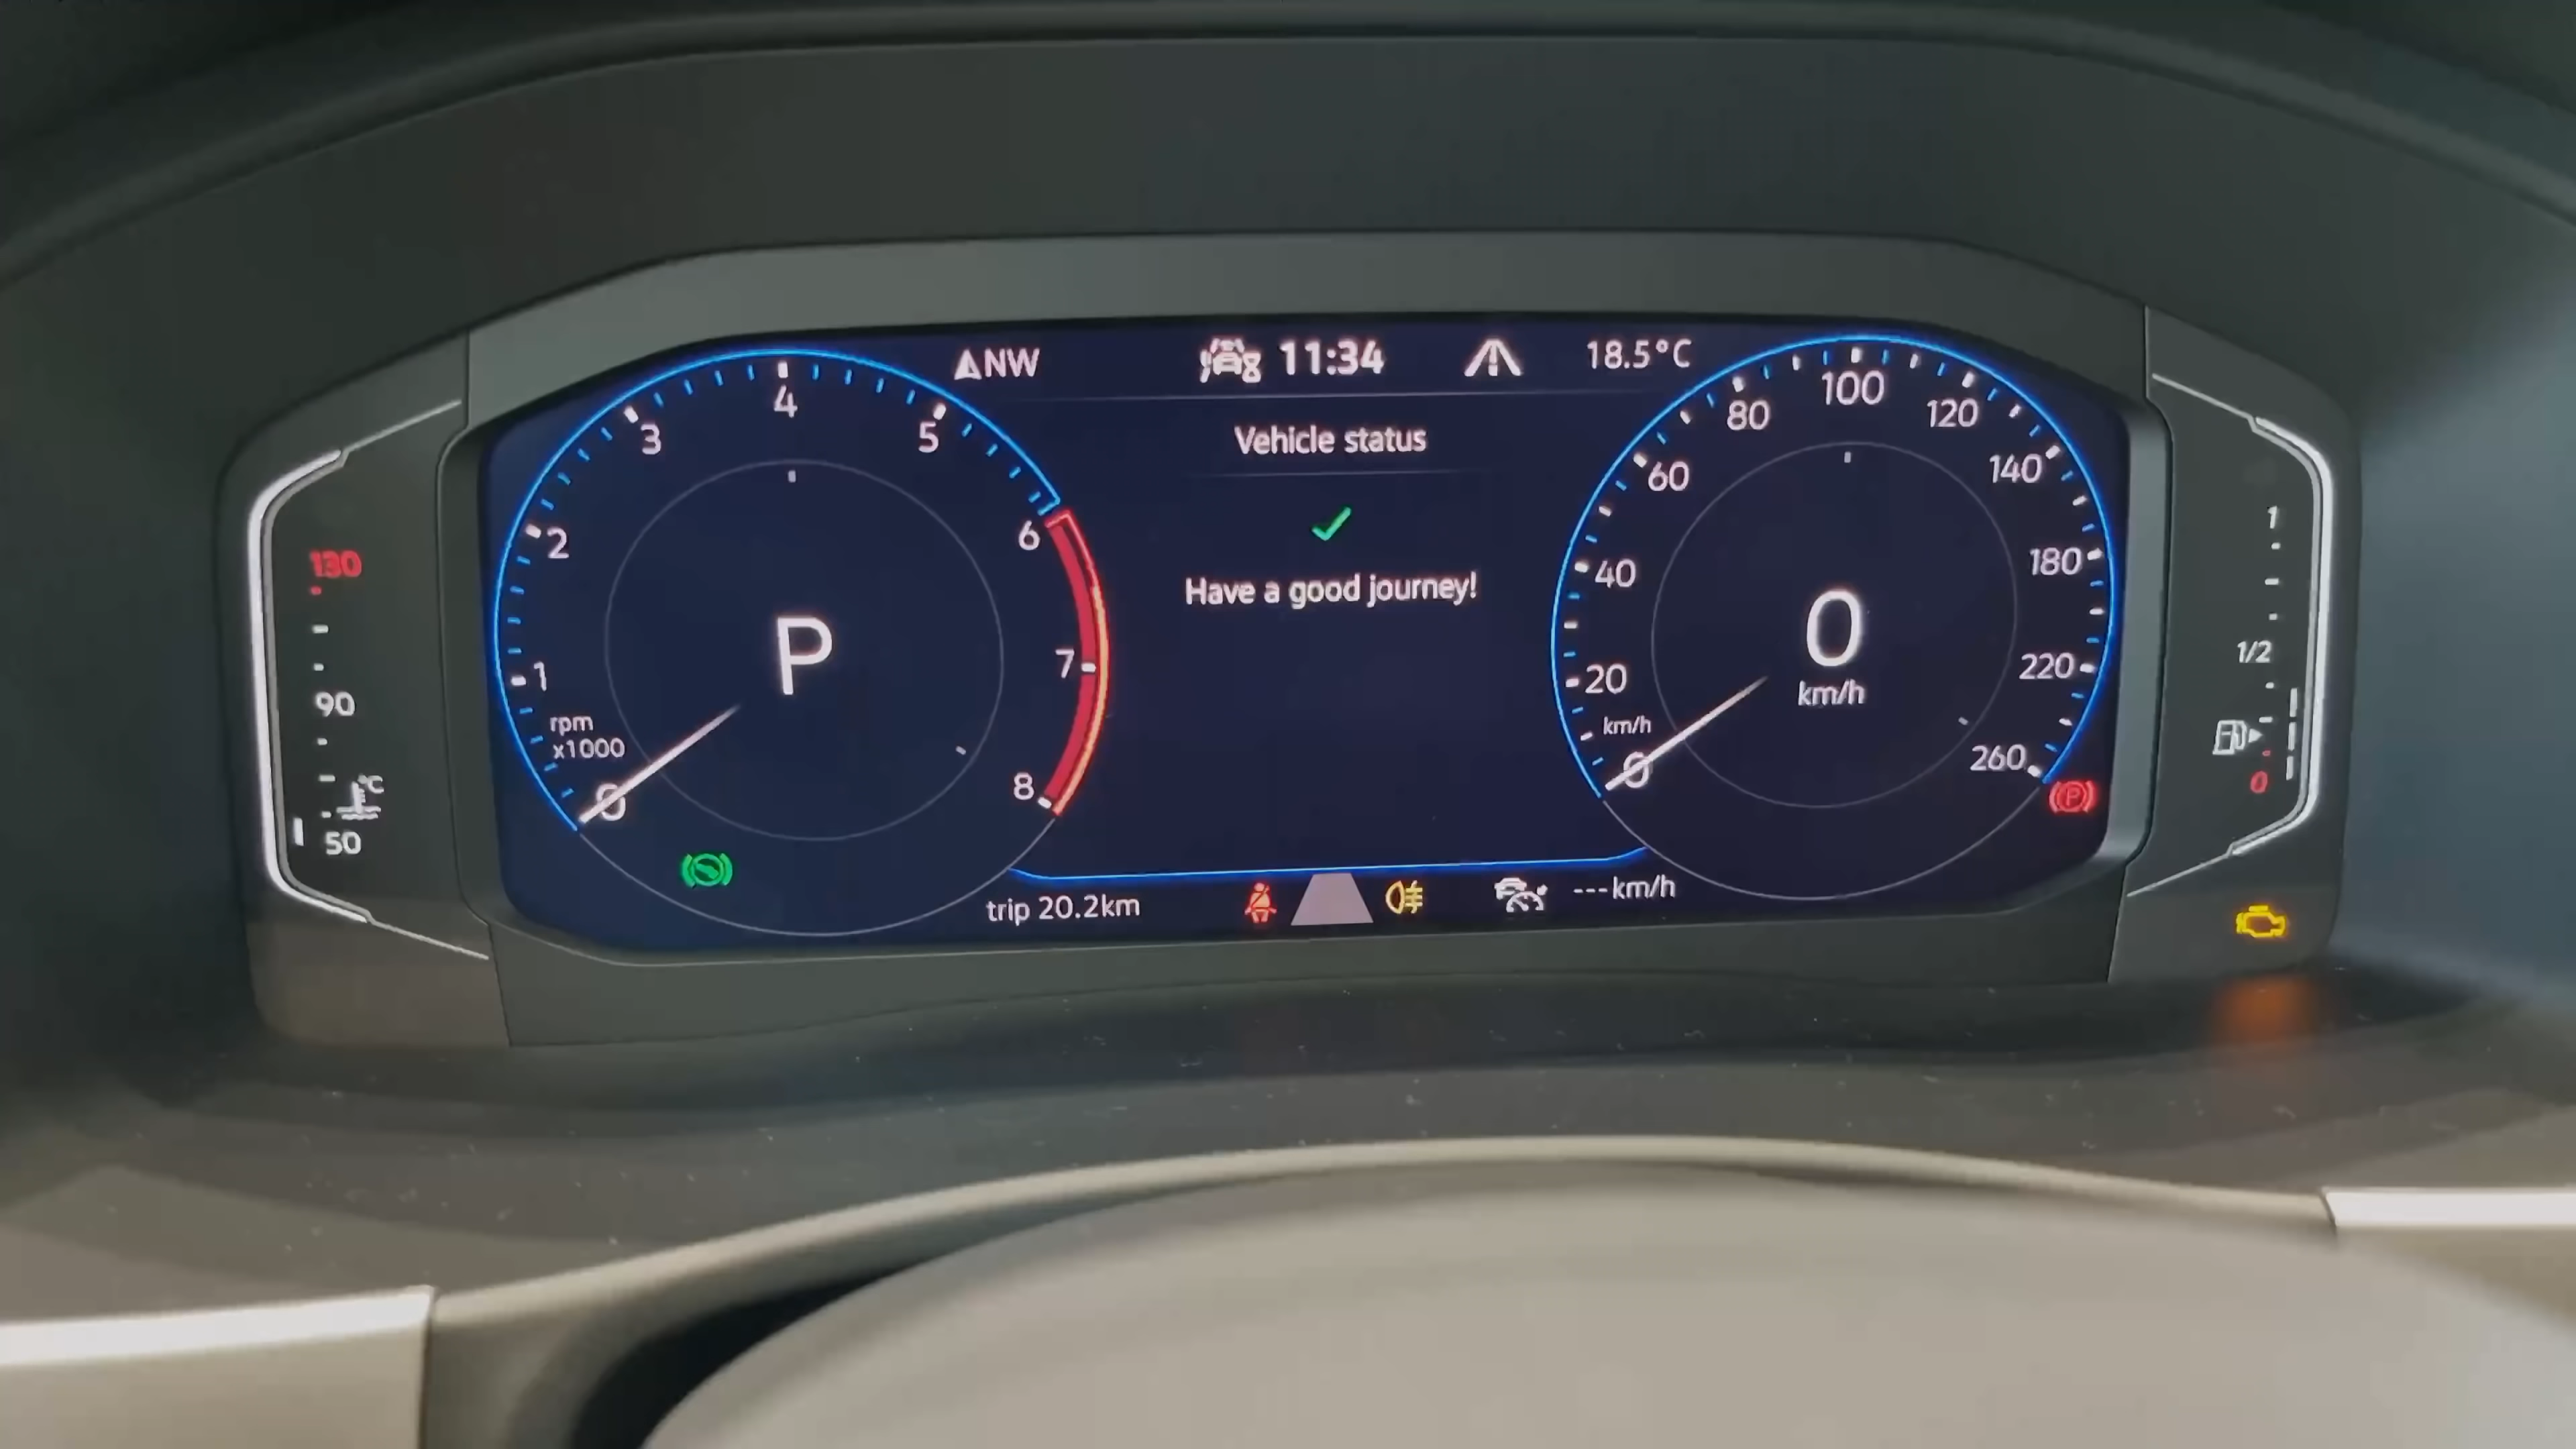 NW 11:34 18.5°C
Vehicle status
Have a good journey!
130
90
°C
50
0
1
2
3
4
5
6
7
8
rpm
x1000
P
0
20
40
60
80
100
120
140
180
220
260
km/h
0
km/h
P
1
1/2
0
trip 20.2km
---km/h